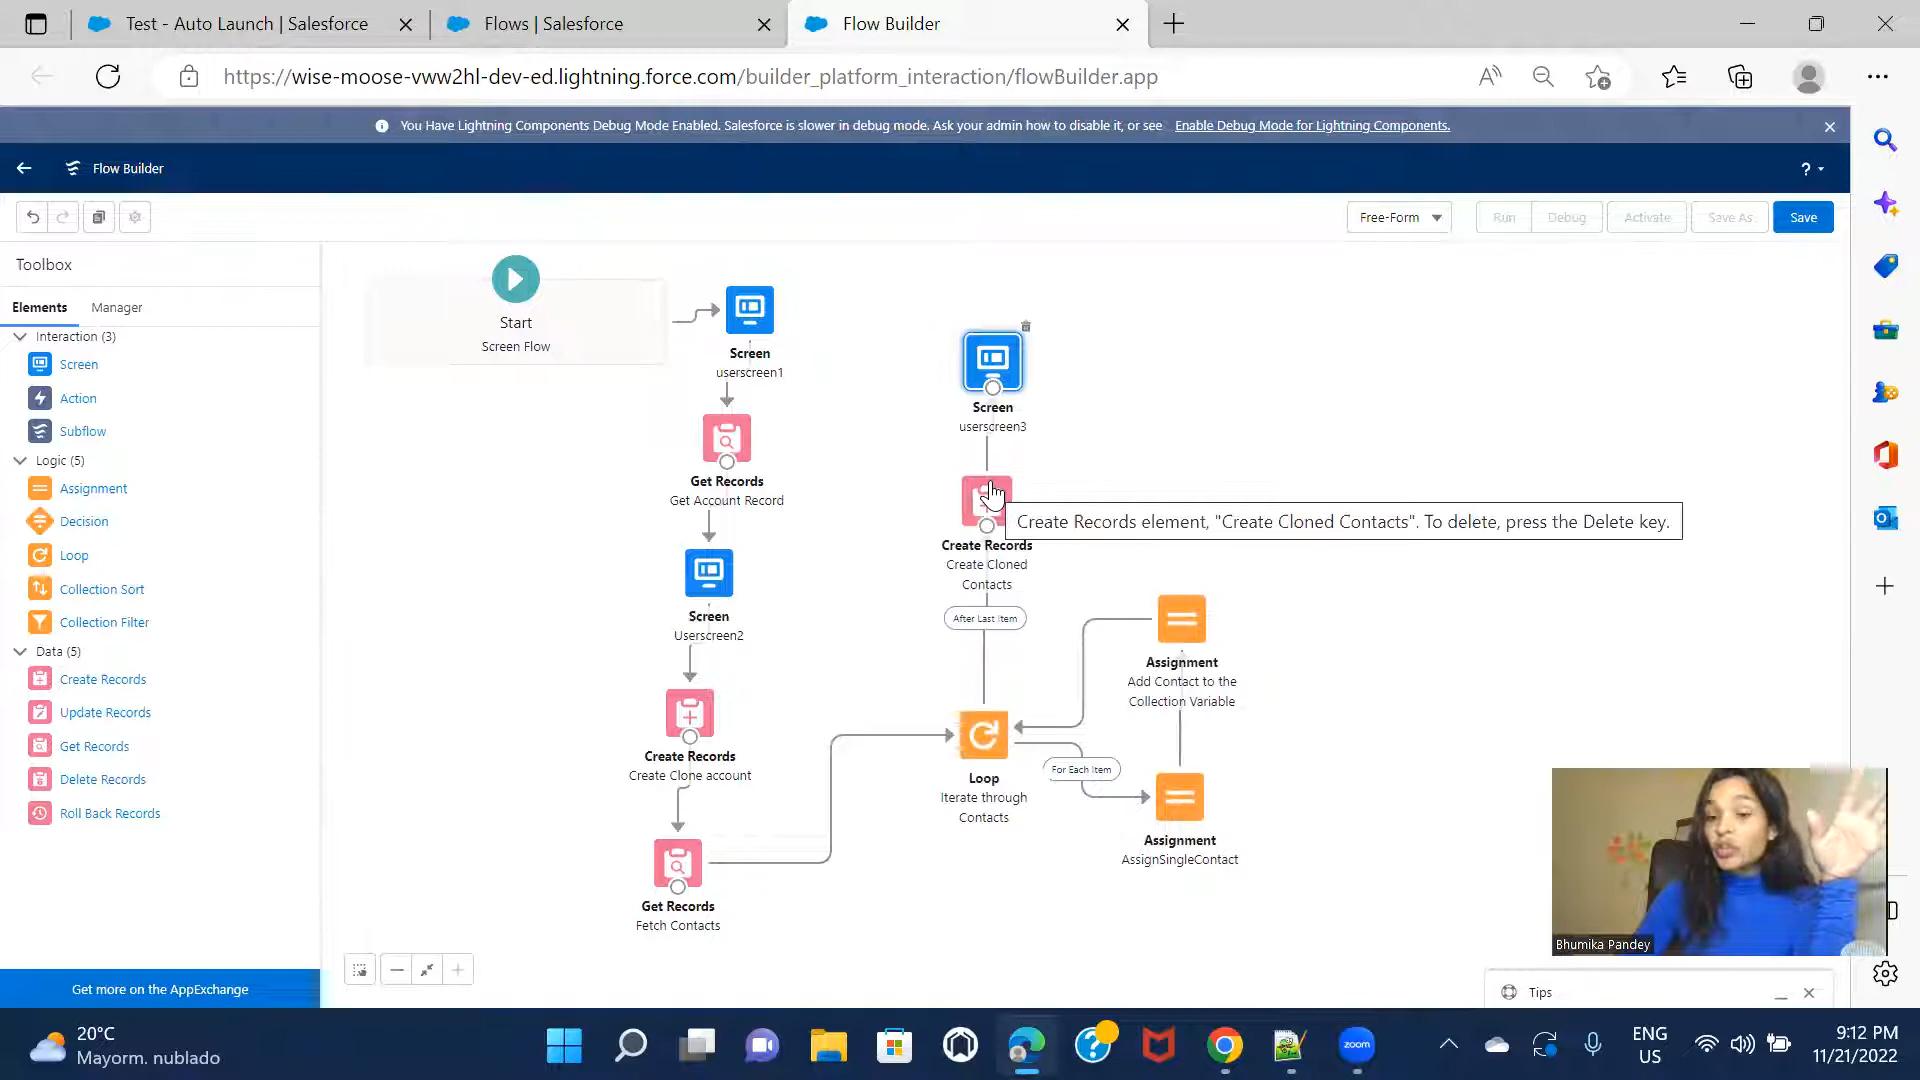 Test - Auto Launch | Salesforce
Flows | Salesforce
Flow Builder
https://wise-moose-vww2hl-dev-ed.lightning.force.com/builder_platform_interaction/flowBuilder.app
You Have Lightning Components Debug Mode Enabled. Salesforce is slower in debug mode. Ask your admin how to disable it, or see Enable Debug Mode for Lightning Components.
Flow Builder
?
Free-Form
Run
Debug
Activate
Save As
Save
Toolbox
Elements
Manager
Interaction (3)
Screen
Action
Subflow
Logic (5)
Assignment
Decision
Loop
Collection Sort
Collection Filter
Data (5)
Create Records
Update Records
Get Records
Delete Records
Roll Back Records
Get more on the AppExchange
Start
Screen Flow
Screen
userscreen1
Get Records
Get Account Record
Screen
Userscreen2
Create Records
Create Clone account
Get Records
Fetch Contacts
Screen
userscreen3
Create Records element, "Create Cloned Contacts". To delete, press the Delete key.
Create Records
Create Cloned
Contacts
After Last Item
Loop
Iterate through
Contacts
For Each Item
Assignment
Add Contact to the
Collection Variable
Assignment
AssignSingleContact
Bhumika Pandey
Tips
20°C
Mayorm. nublado
zoom
ENG
US
9:12 PM
11/21/2022